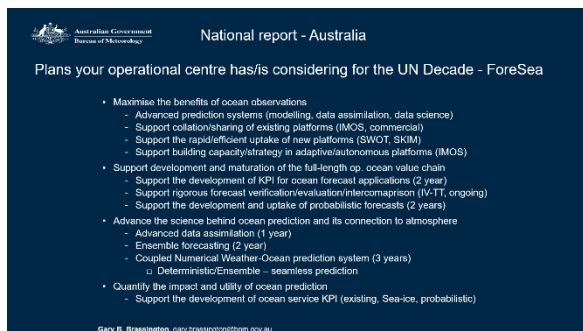 Australian Government
Bureau of Meteorology
National report - Australia
Plans your operational centre has/is considering for the UN Decade - ForeSea
• Maximise the benefits of ocean observations
- Advanced prediction systems (modelling, data assimilation, data science)
- Support collation/sharing of existing platforms (IMOS, commercial)
- Support the rapid/efficient uptake of new platforms (SWOT, SKIM)
- Support building capacity/strategy in adaptive/autonomous platforms (IMOS)
• Support development and maturation of the full-length op. ocean value chain
- Support the development of KPI for ocean forecast applications (2 year)
- Support rigorous forecast verification/evaluation/intercomaprison (IV-TT, ongoing)
- Support the development and uptake of probabilistic forecasts (2 years)
• Advance the science behind ocean prediction and its connection to atmosphere
- Advanced data assimilation (1 year)
- Ensemble forecasting (2 year)
- Coupled Numerical Weather-Ocean prediction system (3 years)
□ Deterministic/Ensemble – seamless prediction
• Quantify the impact and utility of ocean prediction
- Support the development of ocean service KPI (existing, Sea-ice, probabilistic)
Gary B. Brassington, gary.brassington@bom.gov.au